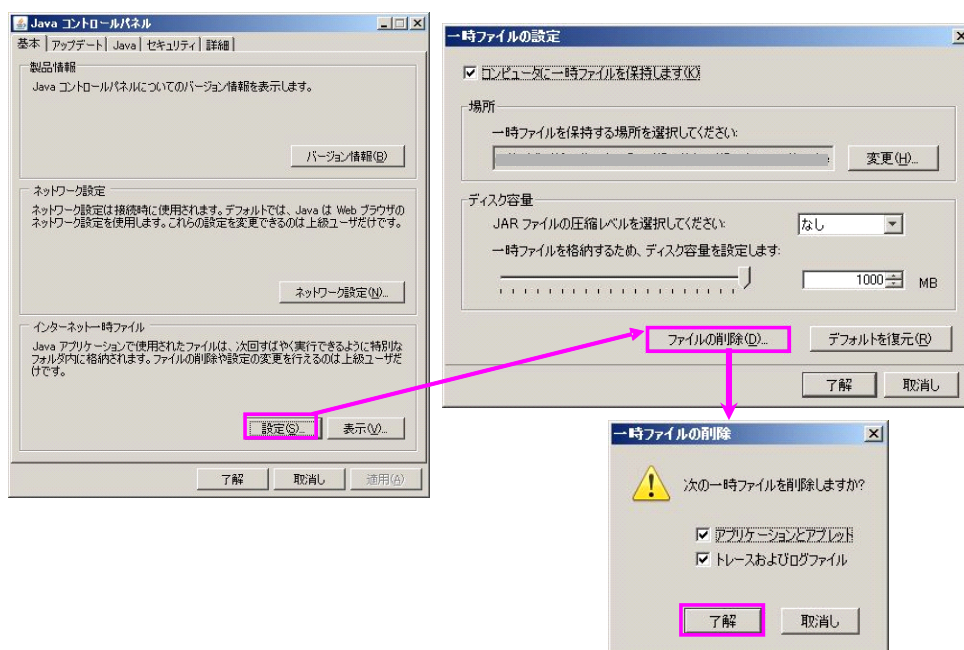 Java コントロールパネル
基本 アップデート Java セキュリティ 詳細
製品情報
Java コントロールパネルについてのバージョン情報を表示します。
バージョン情報(B)
ネットワーク設定
ネットワーク設定は接続時に使用されます。デフォルトでは、Java は Web ブラウザの
ネットワーク設定を使用します。これらの設定を変更できるのは上級ユーザだけです。
ネットワーク設定(N)...
インターネット一時ファイル
Java アプリケーションで使用されたファイルは、次回すばやく実行できるように特別な
フォルダ内に格納されます。ファイルの削除や設定の変更を行えるのは上級ユーザだ
けです。
設定(S)...
表示(V)...
了解
取消し
適用(A)
一時ファイルの設定
コンピュータに一時ファイルを保持します(K)
場所
一時ファイルを保持する場所を選択してください:
変更(H)...
ディスク容量
JAR ファイルの圧縮レベルを選択してください:
なし
一時ファイルを格納するため、ディスク容量を設定します:
1000 MB
ファイルの削除(D)...
デフォルトを復元(R)
了解
取消し
一時ファイルの削除
次の一時ファイルを削除しますか?
アプリケーションとアプレット
トレースおよびログファイル
了解
取消し